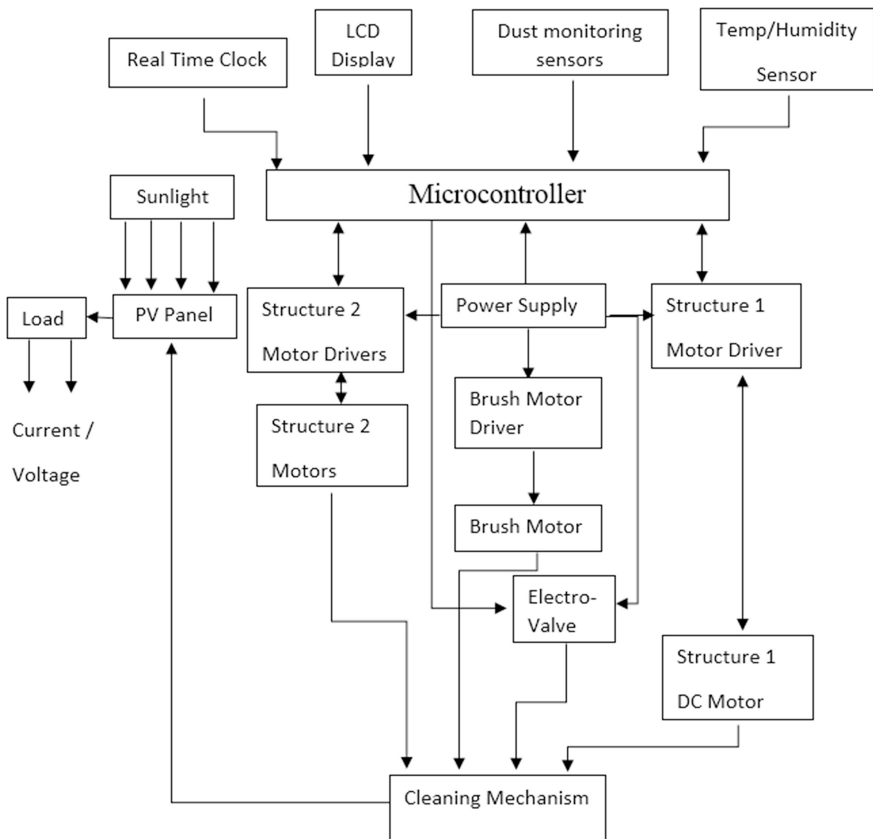 Real Time Clock
LCD
Display
Dust monitoring
sensors
Temp/Humidity
Sensor
Microcontroller
Sunlight
Load
PV Panel
Structure 2
Motor Drivers
Power Supply
Structure 1
Motor Driver
Current /
Voltage
Structure 2
Motors
Brush Motor
Driver
Brush Motor
Electro-
Valve
Structure 1
DC Motor
Cleaning Mechanism